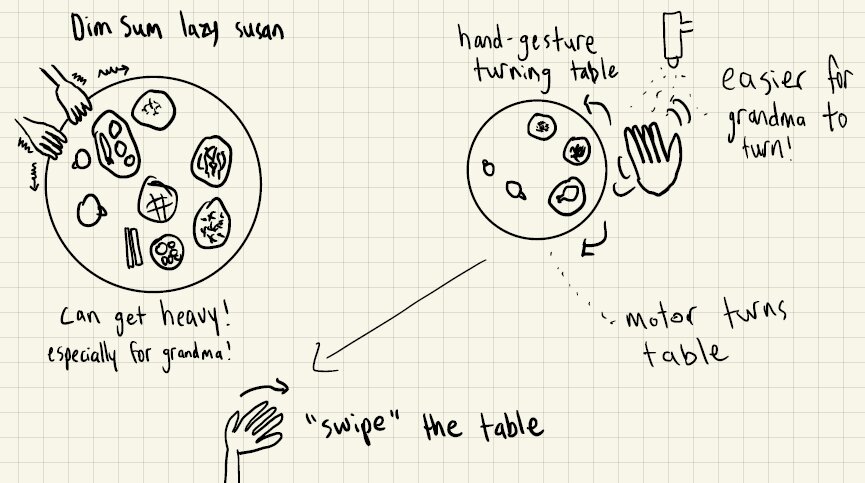 Dim Sum lazy susan
can get heavy!
especially for grandma!
hand-gesture
turning table
easier for
grandma to
turn!
motor turns
table
"swipe" the table